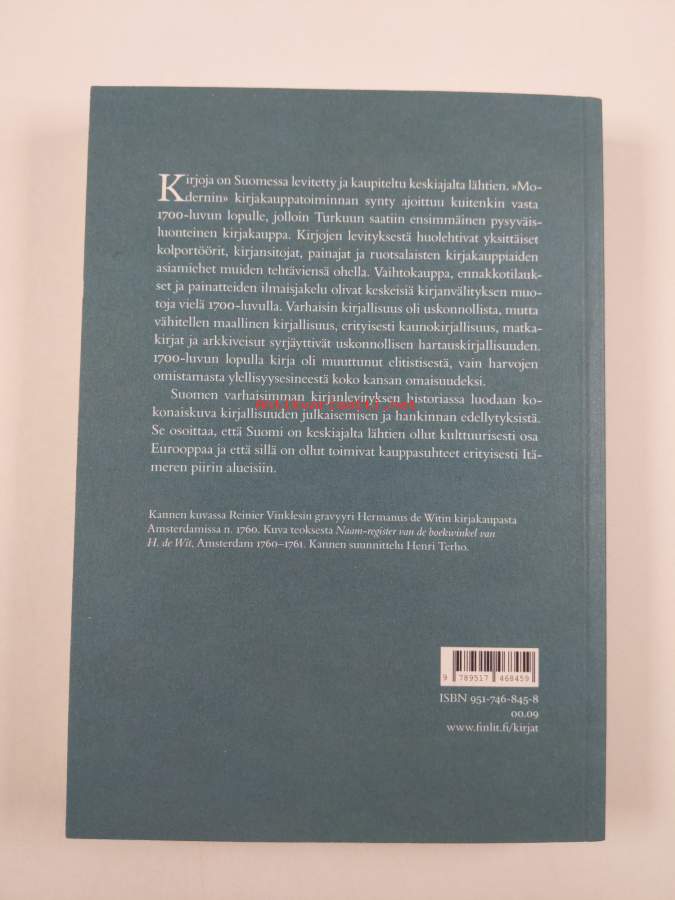 Kirjoja on Suomessa levitetty ja kaupiteltu keskiajalta lähtien. »Mo-
dernin» kirjakauppatoiminnan synty ajoittuu kuitenkin vasta
1700-luvun lopulle, jolloin Turkuun saatiin ensimmäinen pysyväis-
luonteinen kirjakauppa. Kirjojen levityksestä huolehtivat yksittäiset
kolportöörit, kirjansitojat, painajat ja ruotsalaisten kirjakauppiaiden
asiamiehet muiden tehtäviensä ohella. Vaihtokauppa, ennakkotilauk-
set ja painatteiden ilmaisjakelu olivat keskeisiä kirjanvälityksen muo-
toja vielä 1700-luvulla. Varhaisin kirjallisuus oli uskonnollista, mutta
vähitellen maallinen kirjallisuus, erityisesti kaunokirjallisuus, matka-
kirjat ja arkkiveisut syrjäyttivät uskonnollisen hartauskirjallisuuden.
1700-luvun lopulla kirja oli muuttunut elitistisestä, vain harvojen
omistamasta ylellisyysesineestä koko kansan omaisuudeksi.
Suomen varhaisimman kirjanlevityksen historiassa luodaan ko-
konaiskuva kirjallisuuden julkaisemisen ja hankinnan edellytyksistä.
Se osoittaa, että Suomi on keskiajalta lähtien ollut kulttuurisesti osa
Eurooppaa ja että sillä on ollut toimivat kauppasuhteet erityisesti Itä-
meren piirin alueisiin.
Kannen kuvassa Reinier Vinklesin gravyyri Hermanus de Witin kirjakaupasta
Amsterdamissa n. 1760. Kuva teoksesta Naam-register van de boekwinkel van
H. de Wit, Amsterdam 1760–1761. Kannen suunnittelu Henri Terho.
9 789517 468459
ISBN 951-746-845-8
00.09
www.finlit.fi/kirjat